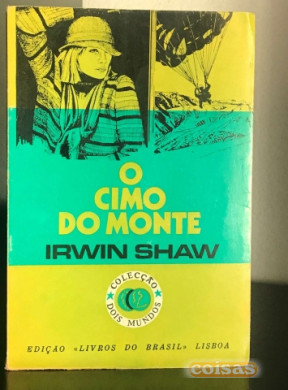 O
CIMO
DO MONTE
IRWIN SHAW
COLECÇÃO
DOIS MUNDOS
EDIÇÃO «LIVROS DO BRASIL» LISBOA
coisas